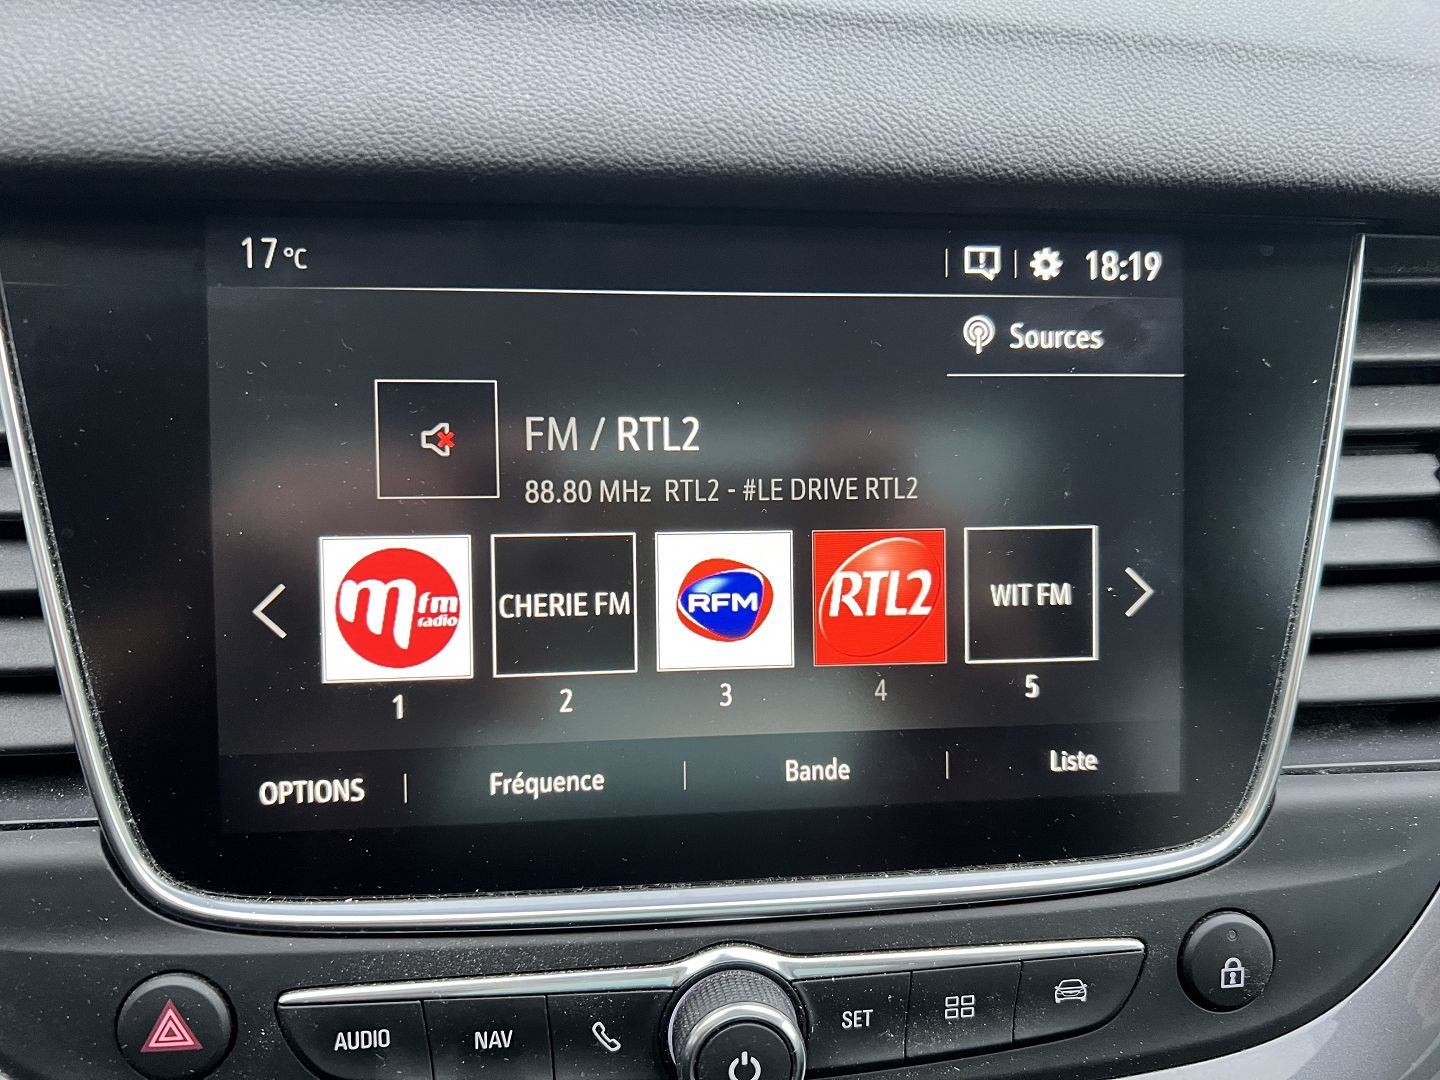 17 °C
18:19
Sources
FM / RTL2
88.80 MHz RTL2 - #LE DRIVE RTL2
m fm radio
CHERIE FM
RFM
RTL2
WIT FM
1
2
3
4
5
OPTIONS
Fréquence
Bande
Liste
AUDIO
NAV
SET